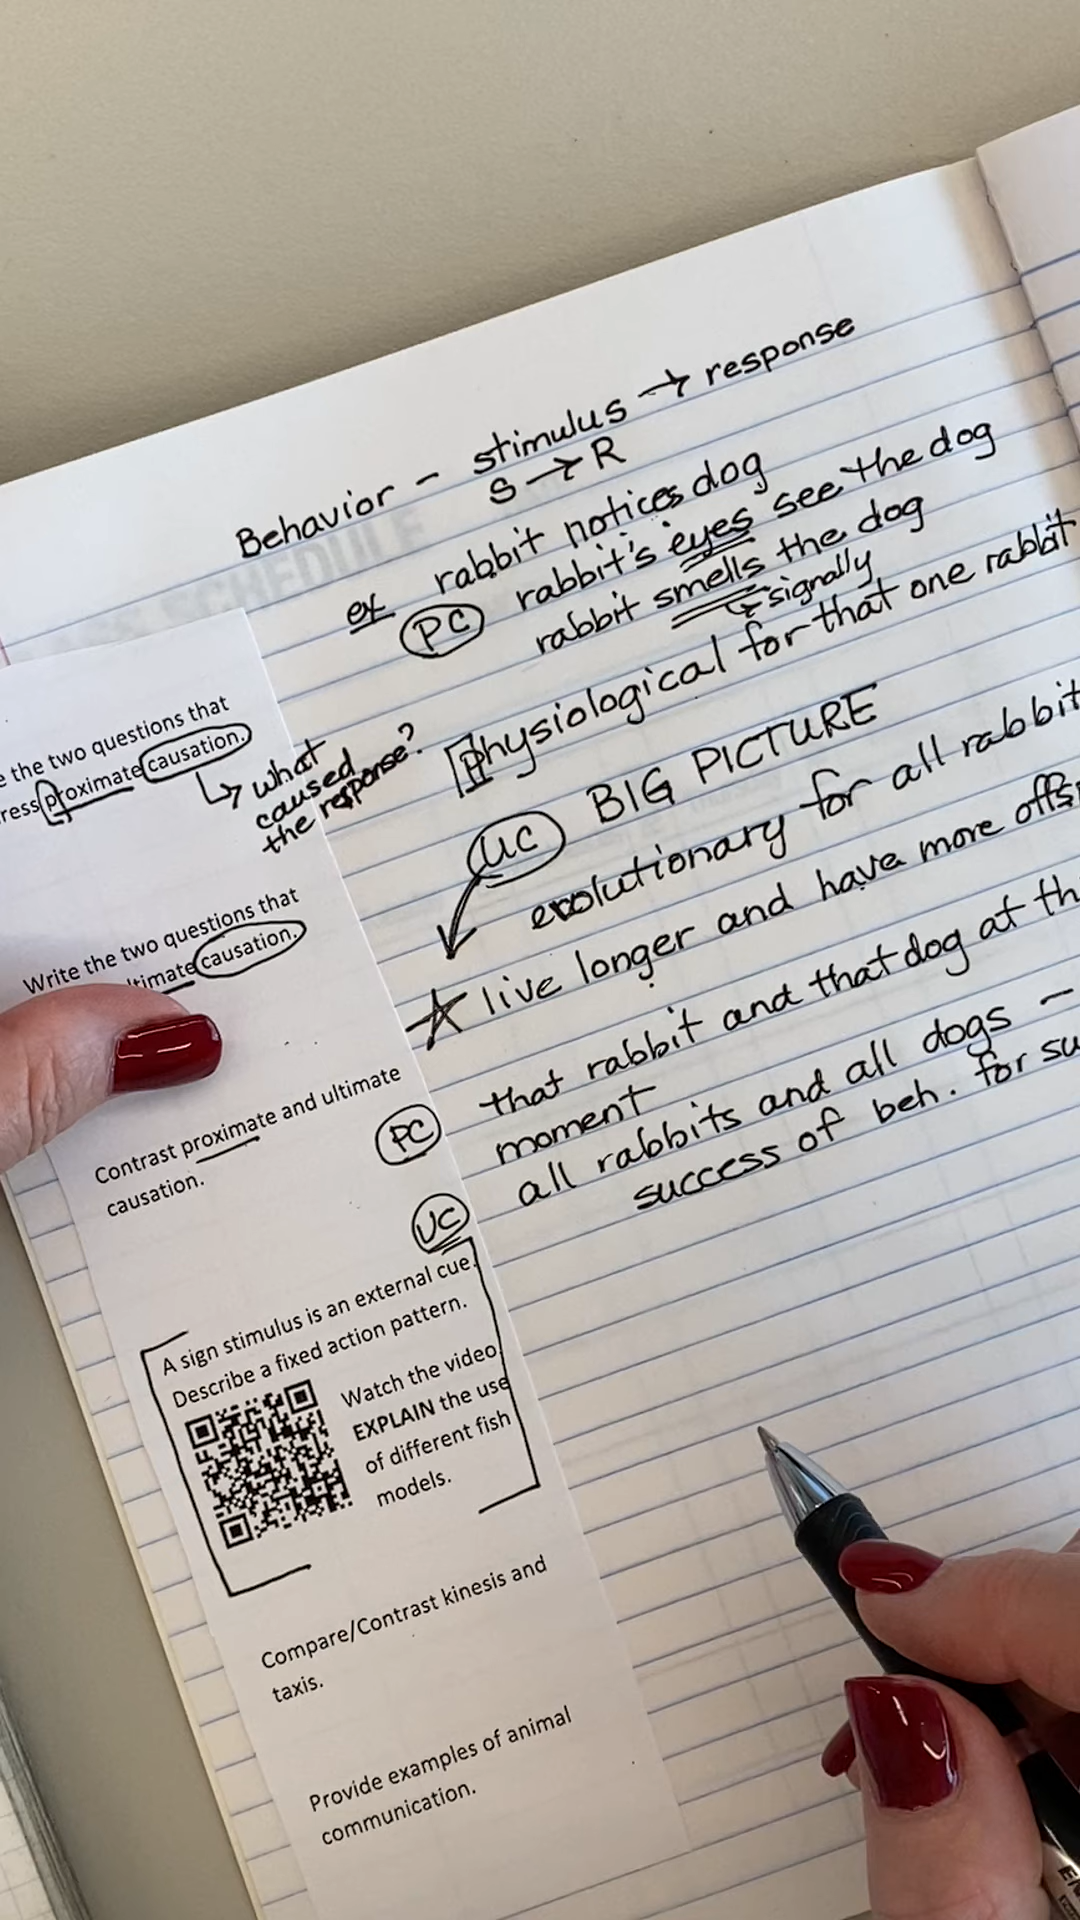 Behavior - stimulus → response
S → R
ex rabbit notices dog
PC rabbit's eyes see the dog
rabbit smells the dog
↳ signally
Physiological for that one rabbit
UC BIG PICTURE
evolutionary for all rabbit
☆ live longer and have more offs
that rabbit and that dog at th
moment
all rabbits and all dogs -
success of beh. for su
e the two questions that
ress proximate causation.
↳ what
caused
the response?
Write the two questions that
ltimate causation.
Contrast proximate and ultimate
causation.
PC
UC
A sign stimulus is an external cue.
Describe a fixed action pattern.
Watch the video.
EXPLAIN the use
of different fish
models.
Compare/Contrast kinesis and
taxis.
Provide examples of animal
communication.